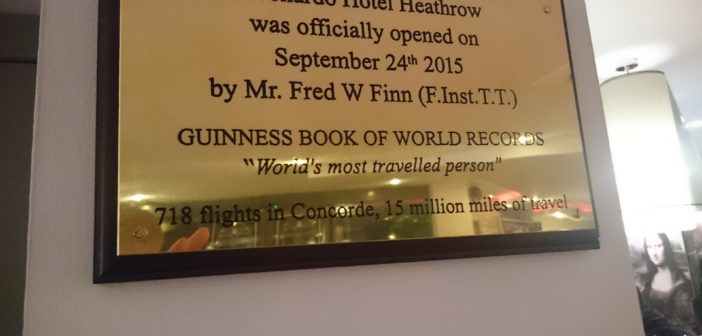 Hotel Heathrow
was officially opened on
September 24th 2015
by Mr. Fred W Finn (F.Inst.T.T.)
GUINNESS BOOK OF WORLD RECORDS
“World's most travelled person"
718 flights in Concorde, 15 million miles of travel